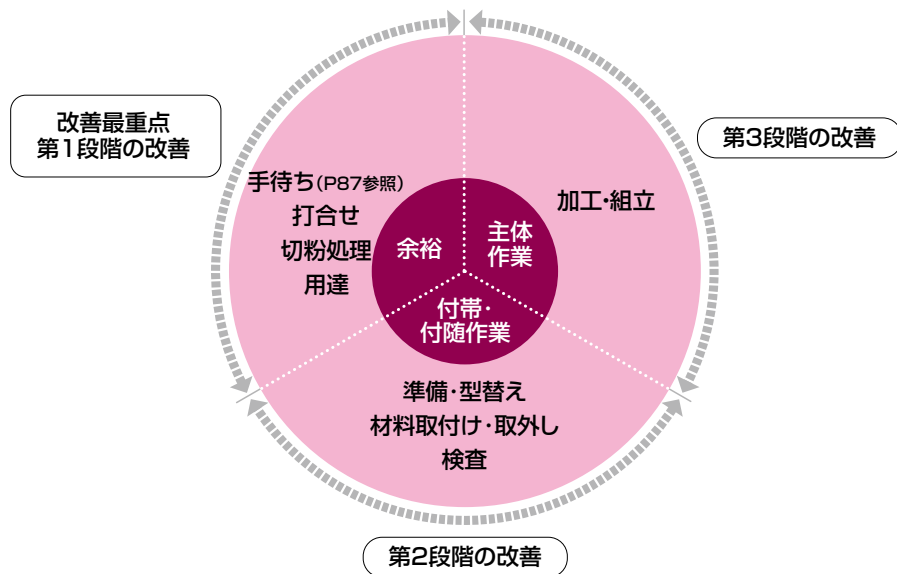 改善最重点
第1段階の改善
手待ち(P87参照)
打合せ
切粉処理
用達
余裕
主体
作業
加工・組立
第3段階の改善
付帯・
付随作業
準備・型替え
材料取付け・取外し
検査
第2段階の改善